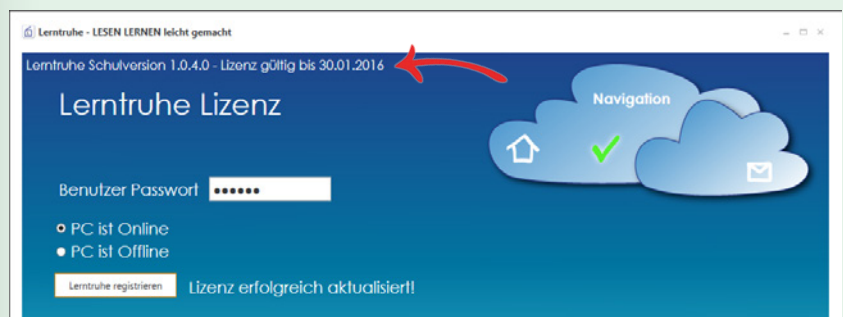 Lerntruhe - LESEN LERNEN leicht gemacht
Lerntruhe Schulversion 1.0.4.0 - Lizenz gültig bis 30.01.2016
Lerntruhe Lizenz
Navigation
Benutzer Passwort ••••••
PC ist Online
PC ist Offline
Lerntruhe registrieren Lizenz erfolgreich aktualisiert!